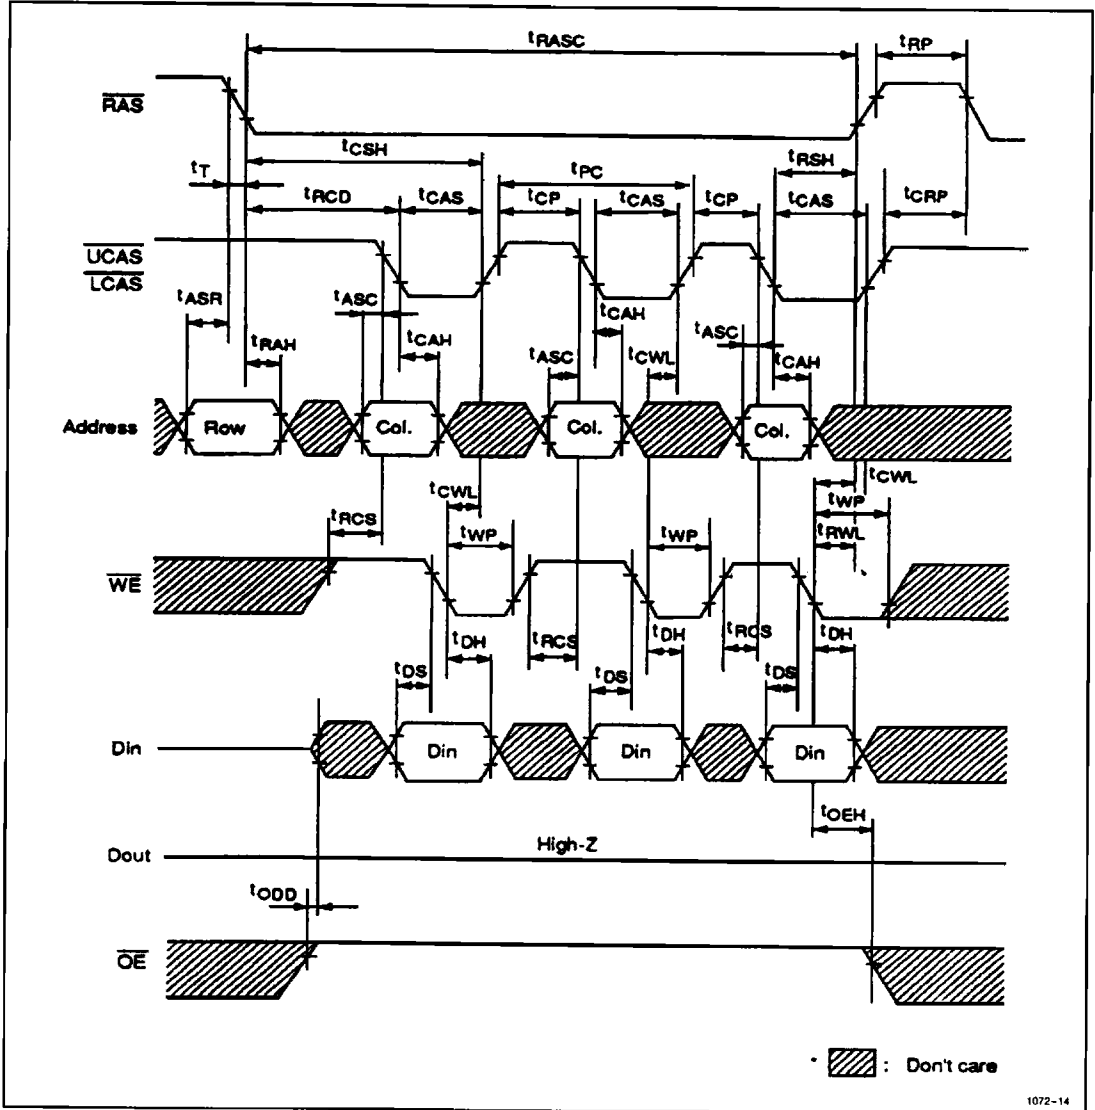 tRASC
tRP
RAS
tCSH
tT
tPC
tRSH
tRCD
tCAS
tCP
tCAS
tCP
tCAS
tCRP
UCAS
LCAS
tASR
tASC
tCAH
tRAH
tCAH
tASC
tCWL
tASC
tCAH
Address
Row
Col.
Col.
Col.
tCWL
tCWL
tRCS
tWP
tWP
tWP
tRWL
WE
tDH
tRCS
tDH
tRCS
tDH
tDS
tDS
tDS
Din
Din
Din
Din
tOEH
Dout
High-Z
tODD
OE
: Don't care
1072-14